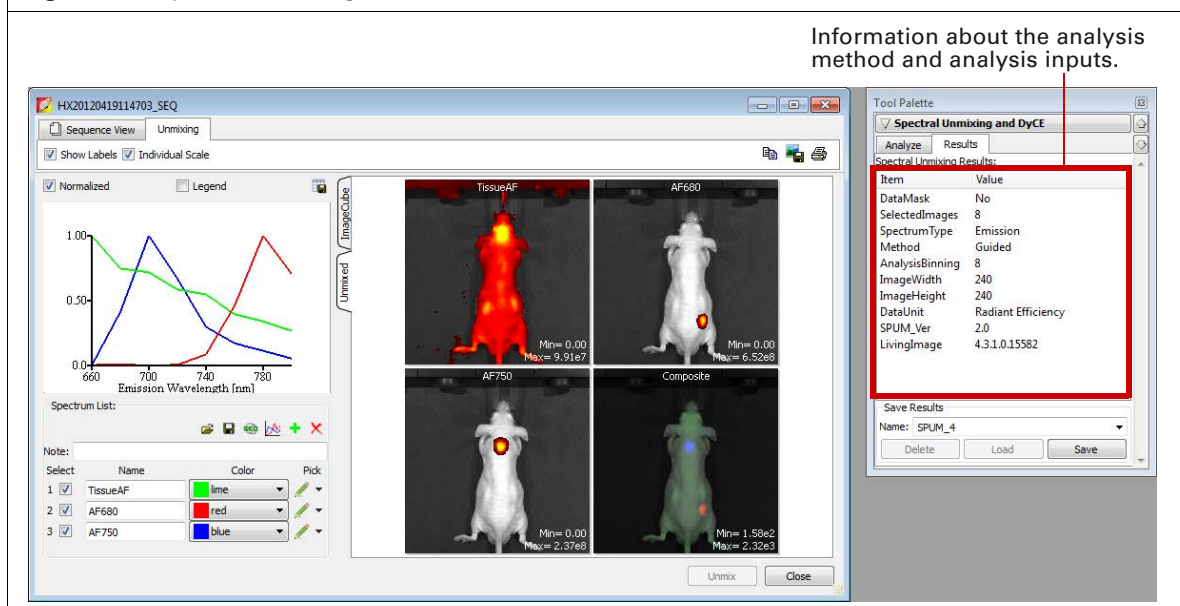 Information about the analysis
method and analysis inputs.
HX20120419114703_SEQ
Sequence View Unmixing
Show Labels Individual Scale
Normalized Legend
1.00
0.50
0.0
660 700 740 780
Emission Wavelength [nm]
Spectrum List:
Note:
Select Name Color Pick
1 TissueAF lime
2 AF680 red
3 AF750 blue
ImageCube
Unmixed
TissueAF
Min= 0.00
Max= 9.91e7
AF680
Min= 0.00
Max= 6.52e8
AF750
Min= 0.00
Max= 2.37e8
Composite
Min= 1.58e2
Max= 2.32e3
Unmix Close
Tool Palette
Spectral Unmixing and DyCE
Analyze Results
Spectral Unmixing Results:
Item Value
DataMask No
SelectedImages 8
SpectrumType Emission
Method Guided
AnalysisBinning 8
ImageWidth 240
ImageHeight 240
DataUnit Radiant Efficiency
SPUM_Ver 2.0
LivingImage 4.3.1.0.15582
Save Results
Name: SPUM_4
Delete Load Save